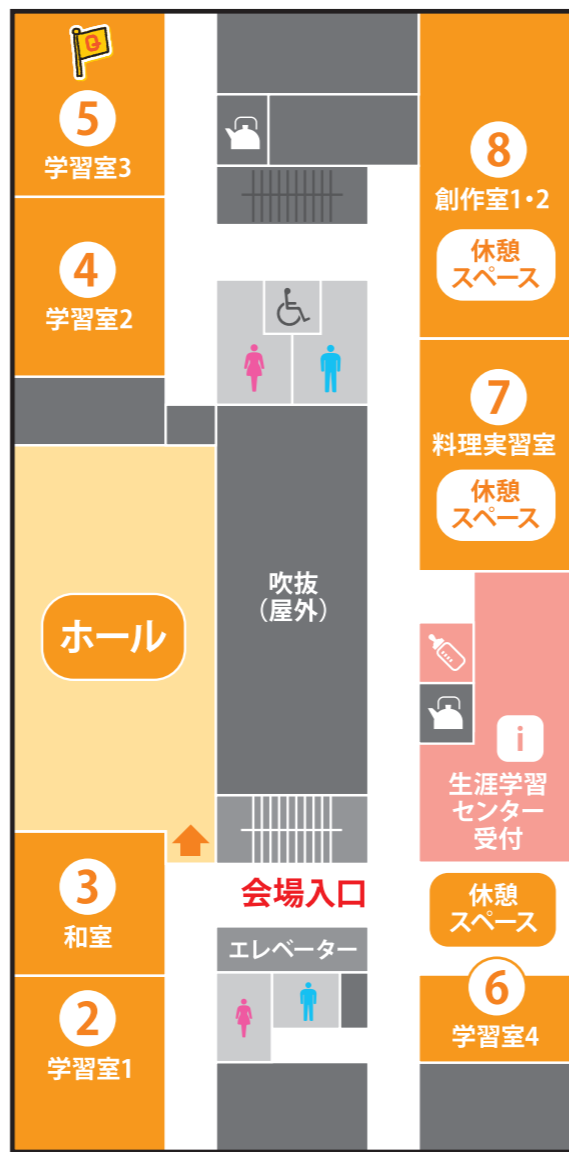 Q
5
学習室3
4
学習室2
ホール
3
和室
2
学習室1
吹抜
（屋外）
会場入口
エレベーター
8
創作室1・2
休憩
スペース
7
料理実習室
休憩
スペース
i
生涯学習
センター
受付
休憩
スペース
6
学習室4